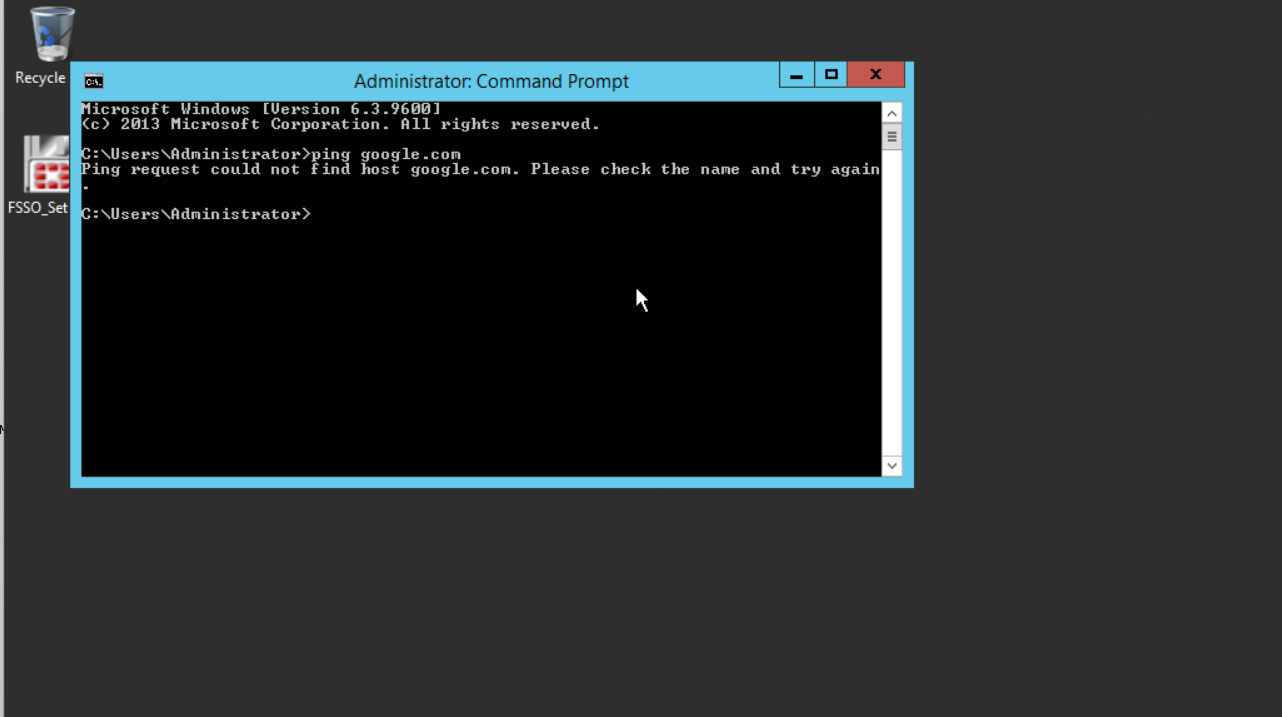 Recycle
Administrator: Command Prompt
Microsoft Windows [Version 6.3.9600]
(c) 2013 Microsoft Corporation. All rights reserved.
C:\Users\Administrator>ping google.com
Ping request could not find host google.com. Please check the name and try again
.
FSSO_Set
C:\Users\Administrator>